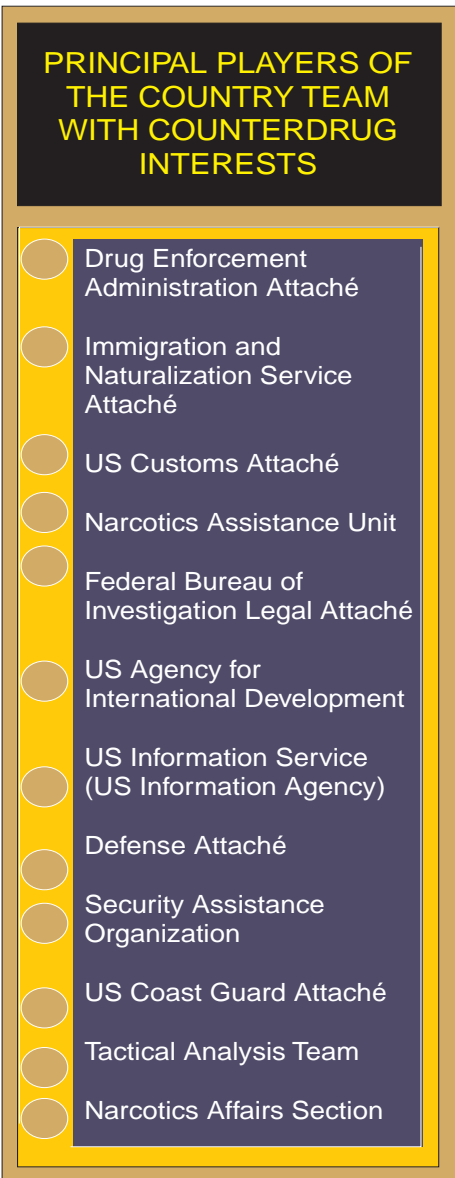 PRINCIPAL PLAYERS OF
THE COUNTRY TEAM
WITH COUNTERDRUG
INTERESTS
Drug Enforcement
Administration Attaché
Immigration and
Naturalization Service
Attaché
US Customs Attaché
Narcotics Assistance Unit
Federal Bureau of
Investigation Legal Attaché
US Agency for
International Development
US Information Service
(US Information Agency)
Defense Attaché
Security Assistance
Organization
US Coast Guard Attaché
Tactical Analysis Team
Narcotics Affairs Section